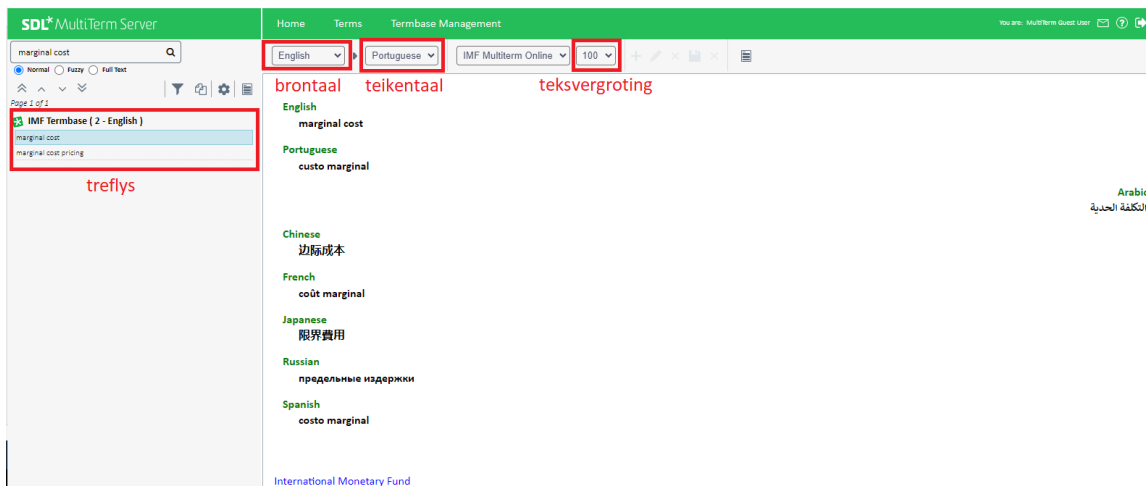 SDL* MultiTerm Server
Home Terms Termbase Management
You are: MultiTerm Guest User
marginal cost
Normal Fuzzy Full Text
English Portuguese IMF Multiterm Online 100
brontaal teikentaal teksvergroting
Page 1 of 1
IMF Termbase ( 2 - English )
marginal cost
marginal cost pricing
treflys
English
marginal cost
Portuguese
custo marginal
Arabic
التكلفة الحدية
Chinese
边际成本
French
coût marginal
Japanese
限界費用
Russian
предельные издержки
Spanish
costo marginal
International Monetary Fund